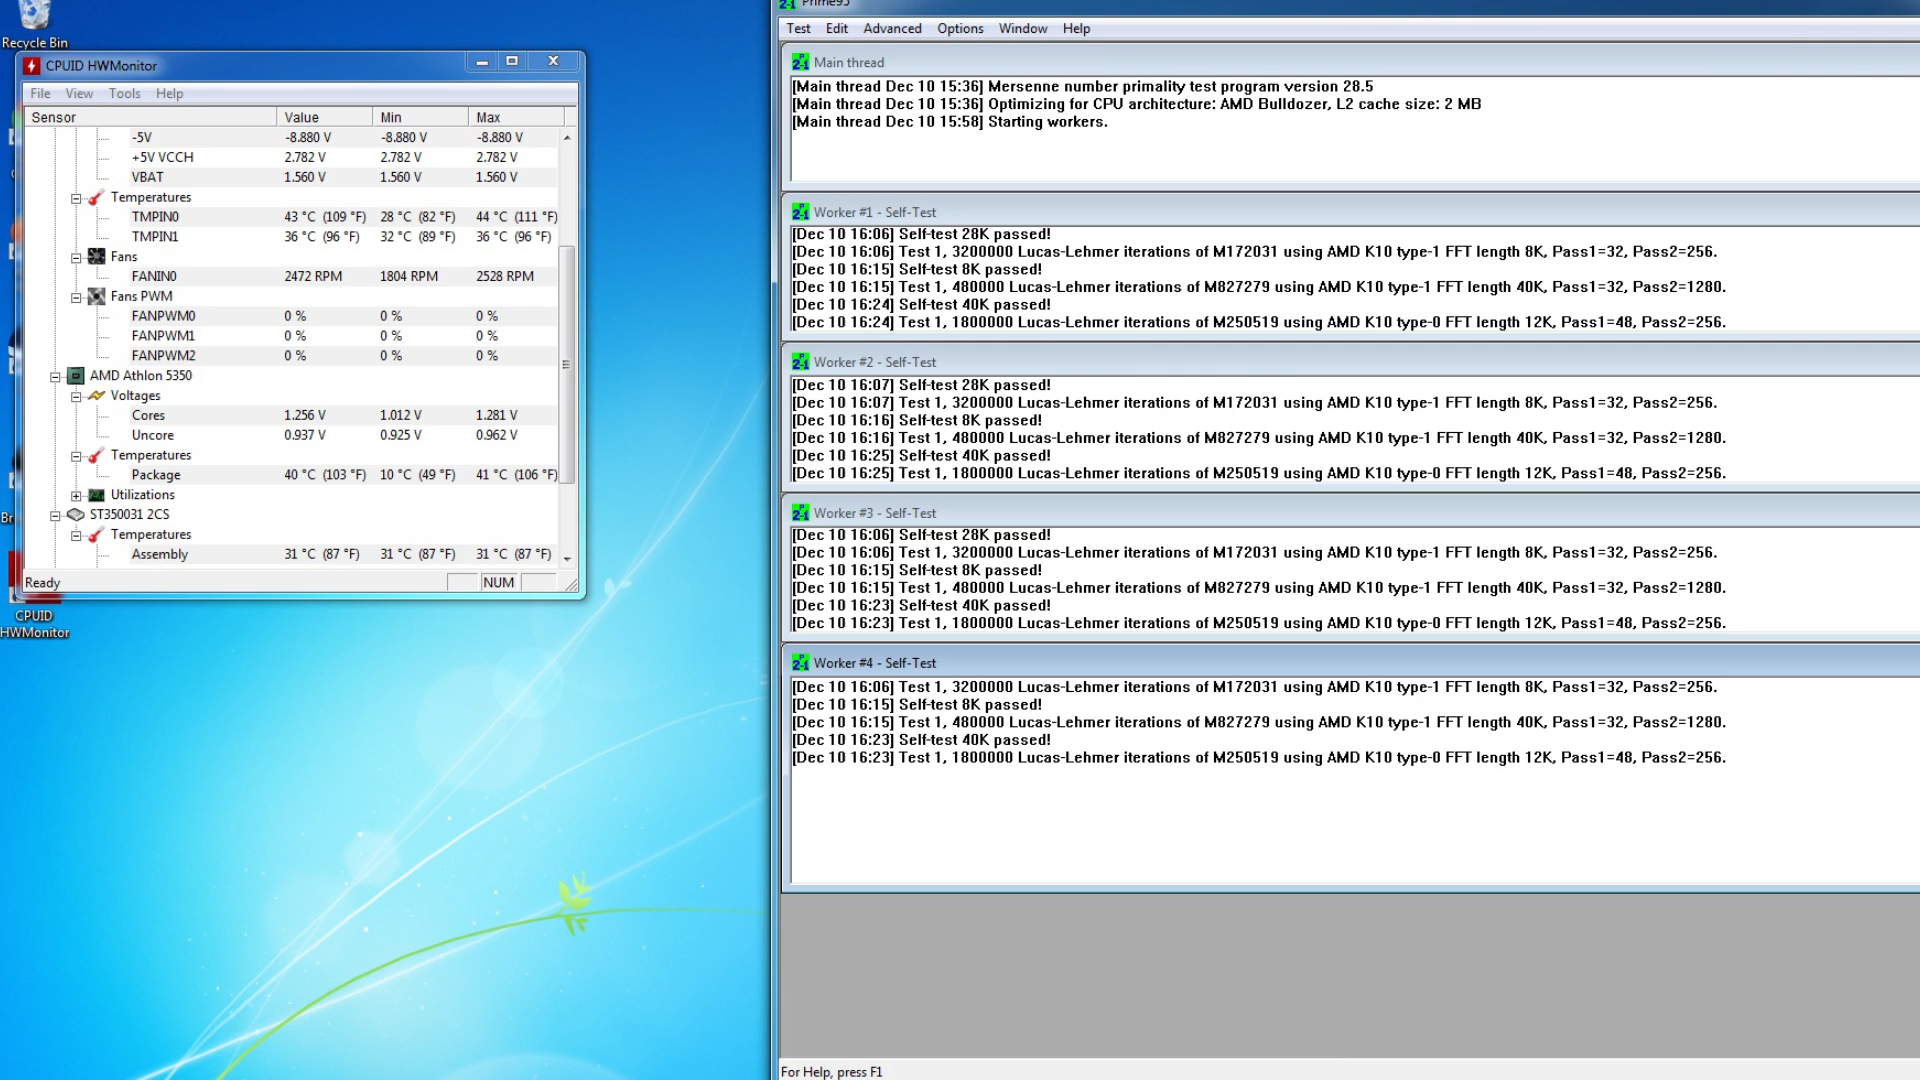 Recycle Bin
CPUID HWMonitor
File View Tools Help
Sensor Value Min Max
-5V -8.880 V -8.880 V -8.880 V
+5V VCCH 2.782 V 2.782 V 2.782 V
VBAT 1.560 V 1.560 V 1.560 V
Temperatures
TMPIN0 43 °C (109 °F) 28 °C (82 °F) 44 °C (111 °F)
TMPIN1 36 °C (96 °F) 32 °C (89 °F) 36 °C (96 °F)
Fans
FANIN0 2472 RPM 1804 RPM 2528 RPM
Fans PWM
FANPWM0 0 % 0 % 0 %
FANPWM1 0 % 0 % 0 %
FANPWM2 0 % 0 % 0 %
AMD Athlon 5350
Voltages
Cores 1.256 V 1.012 V 1.281 V
Uncore 0.937 V 0.925 V 0.962 V
Temperatures
Package 40 °C (103 °F) 10 °C (49 °F) 41 °C (106 °F)
Utilizations
ST350031 2CS
Temperatures
Assembly 31 °C (87 °F) 31 °C (87 °F) 31 °C (87 °F)
Ready NUM
Br
CPUID
HWMonitor
Prime95
Test Edit Advanced Options Window Help
Main thread
[Main thread Dec 10 15:36] Mersenne number primality test program version 28.5
[Main thread Dec 10 15:36] Optimizing for CPU architecture: AMD Bulldozer, L2 cache size: 2 MB
[Main thread Dec 10 15:58] Starting workers.
Worker #1 - Self-Test
[Dec 10 16:06] Self-test 28K passed!
[Dec 10 16:06] Test 1, 3200000 Lucas-Lehmer iterations of M172031 using AMD K10 type-1 FFT length 8K, Pass1=32, Pass2=256.
[Dec 10 16:15] Self-test 8K passed!
[Dec 10 16:15] Test 1, 480000 Lucas-Lehmer iterations of M827279 using AMD K10 type-1 FFT length 40K, Pass1=32, Pass2=1280.
[Dec 10 16:24] Self-test 40K passed!
[Dec 10 16:24] Test 1, 1800000 Lucas-Lehmer iterations of M250519 using AMD K10 type-0 FFT length 12K, Pass1=48, Pass2=256.
Worker #2 - Self-Test
[Dec 10 16:07] Self-test 28K passed!
[Dec 10 16:07] Test 1, 3200000 Lucas-Lehmer iterations of M172031 using AMD K10 type-1 FFT length 8K, Pass1=32, Pass2=256.
[Dec 10 16:16] Self-test 8K passed!
[Dec 10 16:16] Test 1, 480000 Lucas-Lehmer iterations of M827279 using AMD K10 type-1 FFT length 40K, Pass1=32, Pass2=1280.
[Dec 10 16:25] Self-test 40K passed!
[Dec 10 16:25] Test 1, 1800000 Lucas-Lehmer iterations of M250519 using AMD K10 type-0 FFT length 12K, Pass1=48, Pass2=256.
Worker #3 - Self-Test
[Dec 10 16:06] Self-test 28K passed!
[Dec 10 16:06] Test 1, 3200000 Lucas-Lehmer iterations of M172031 using AMD K10 type-1 FFT length 8K, Pass1=32, Pass2=256.
[Dec 10 16:15] Self-test 8K passed!
[Dec 10 16:15] Test 1, 480000 Lucas-Lehmer iterations of M827279 using AMD K10 type-1 FFT length 40K, Pass1=32, Pass2=1280.
[Dec 10 16:23] Self-test 40K passed!
[Dec 10 16:23] Test 1, 1800000 Lucas-Lehmer iterations of M250519 using AMD K10 type-0 FFT length 12K, Pass1=48, Pass2=256.
Worker #4 - Self-Test
[Dec 10 16:06] Test 1, 3200000 Lucas-Lehmer iterations of M172031 using AMD K10 type-1 FFT length 8K, Pass1=32, Pass2=256.
[Dec 10 16:15] Self-test 8K passed!
[Dec 10 16:15] Test 1, 480000 Lucas-Lehmer iterations of M827279 using AMD K10 type-1 FFT length 40K, Pass1=32, Pass2=1280.
[Dec 10 16:23] Self-test 40K passed!
[Dec 10 16:23] Test 1, 1800000 Lucas-Lehmer iterations of M250519 using AMD K10 type-0 FFT length 12K, Pass1=48, Pass2=256.
For Help, press F1